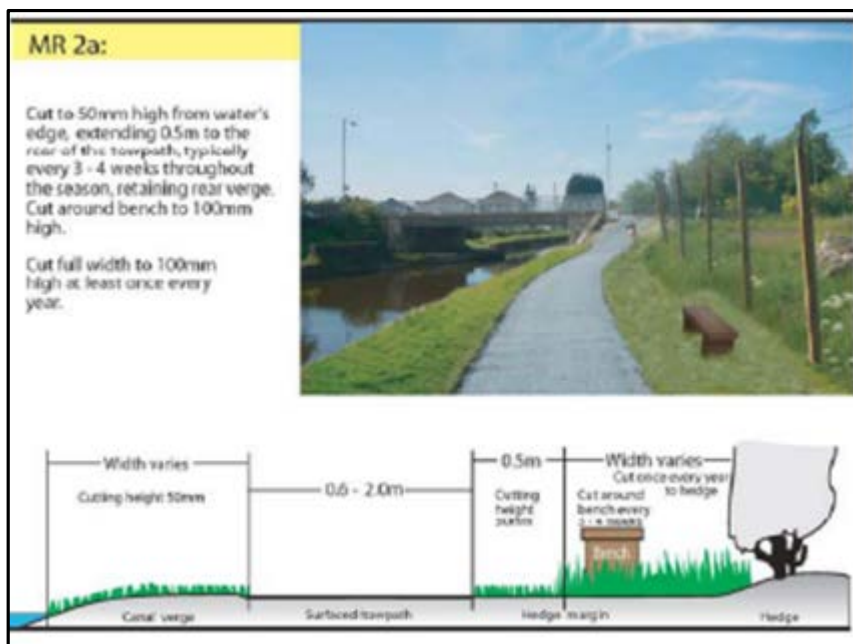 MR 2a:
Cut to 50mm high from water's
edge, extending 0.5m to the
rear of the towpath, typically
every 3 - 4 weeks throughout
the season, retaining rear verge.
Cut around bench to 100mm
high.
Cut full width to 100mm
high at least once every
year.
Width varies
Cutting height 50mm
0.6 - 2.0m
0.5m
Cutting
height
Width varies
Cut once every year
to hedge
Cut around
bench every
Bench
Canal verge
Surfaced towpath
Hedge margin
Hedge